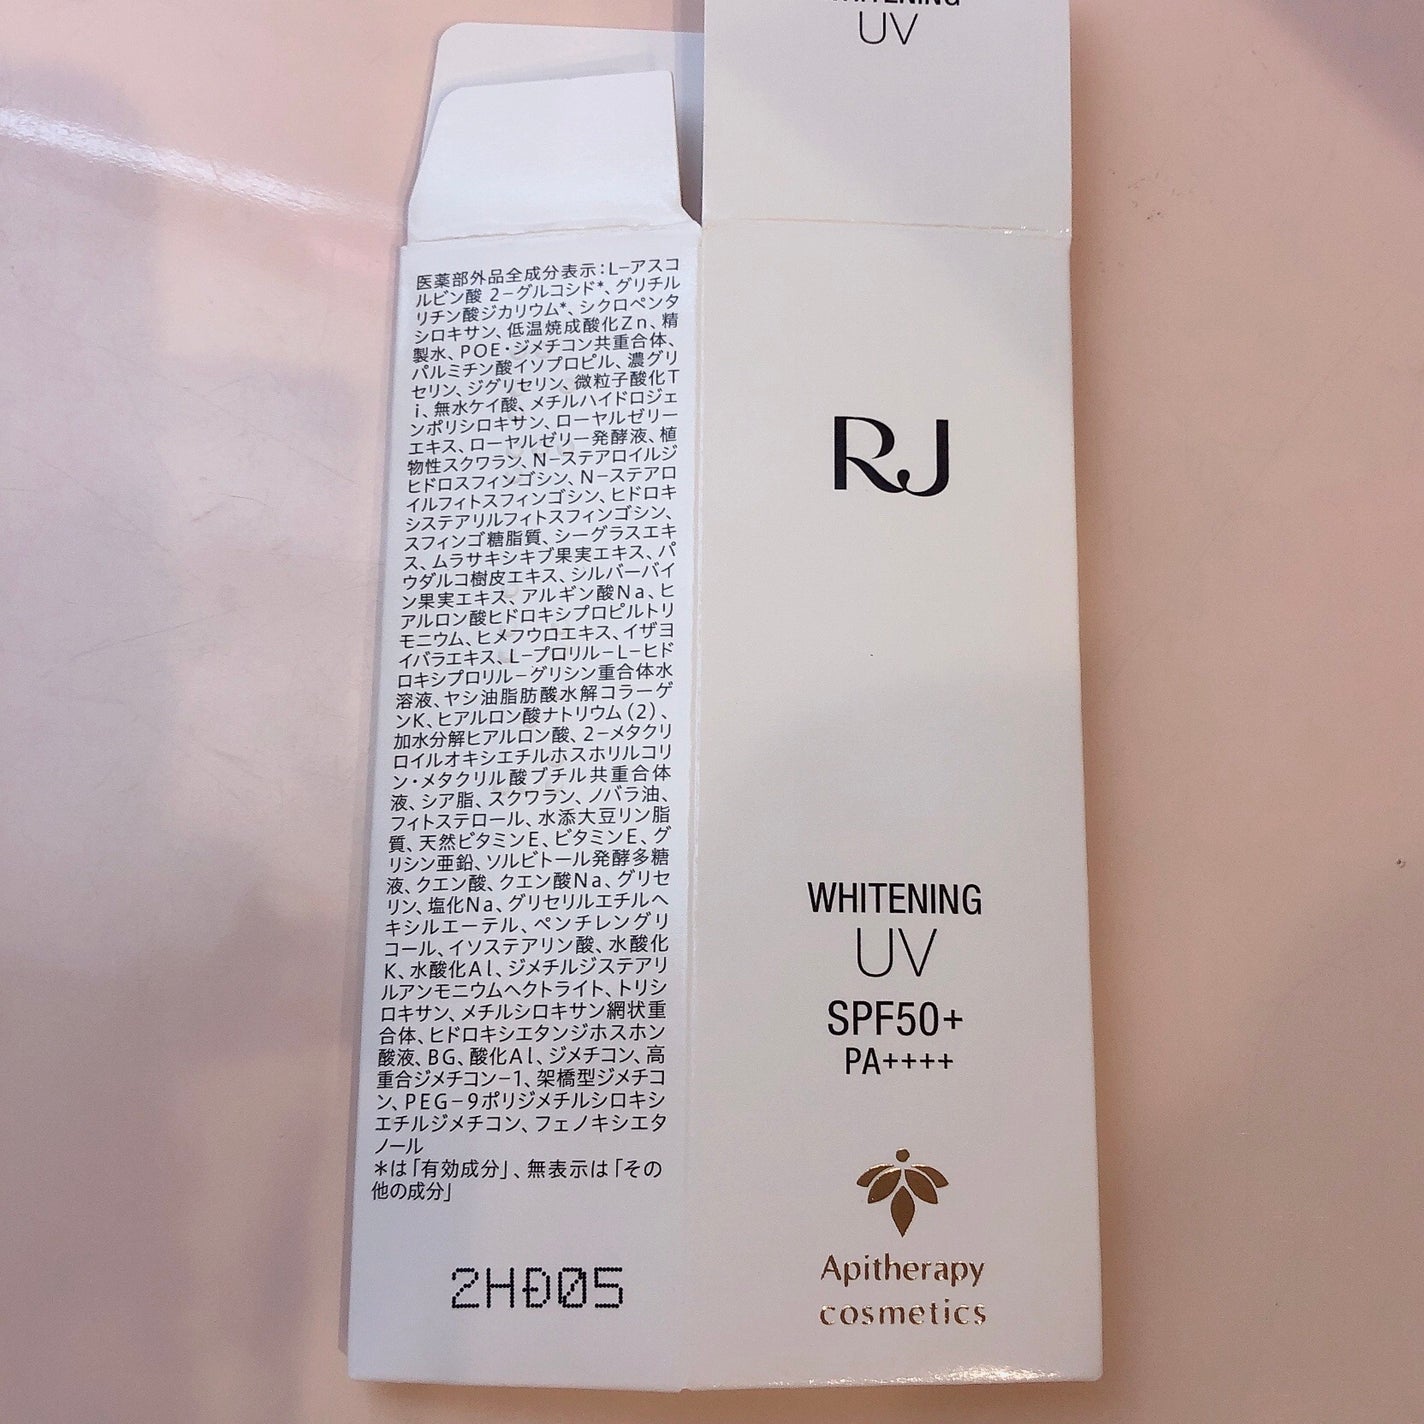 WHITENING
UV
医薬部外品全成分表示：L−アスコ
ルビン酸 2−グルコシド*、グリチル
リチン酸ジカリウム*、シクロペンタ
シロキサン、低温焼成酸化Zn、精
製水、POE・ジメチコン共重合体、
パルミチン酸イソプロピル、濃グリ
セリン、ジグリセリン、微粒子酸化T
i、無水ケイ酸、メチルハイドロジェ
ンポリシロキサン、ローヤルゼリー
エキス、ローヤルゼリー発酵液、植
物性スクワラン、N−ステアロイルジ
ヒドロスフィンゴシン、N−ステアロ
イルフィトスフィンゴシン、ヒドロキ
システアリルフィトスフィンゴシン、
スフィンゴ糖脂質、シーグラスエキ
ス、ムラサキシキブ果実エキス、パ
ウダルコ樹皮エキス、シルバーバイ
ン果実エキス、アルギン酸Na、ヒ
アルロン酸ヒドロキシプロピルトリ
モニウム、ヒメフウロエキス、イザヨ
イバラエキス、L−プロリル−L−ヒド
ロキシプロリル−グリシン重合体水
溶液、ヤシ油脂肪酸水解コラーゲ
ンK、ヒアルロン酸ナトリウム（2）、
加水分解ヒアルロン酸、2−メタクリ
ロイルオキシエチルホスホリルコリ
ン・メタクリル酸ブチル共重合体
液、シア脂、スクワラン、ノバラ油、
フィトステロール、水添大豆リン脂
質、天然ビタミンE、ビタミンE、グ
リシン亜鉛、ソルビトール発酵多糖
液、クエン酸、クエン酸Na、グリセ
リン、塩化Na、グリセリルエチルヘ
キシルエーテル、ペンチレングリ
コール、イソステアリン酸、水酸化
K、水酸化Al、ジメチルジステアリ
ルアンモニウムヘクトライト、トリシ
ロキサン、メチルシロキサン網状重
合体、ヒドロキシエタンジホスホン
酸液、BG、酸化Al、ジメチコン、高
重合ジメチコン−1、架橋型ジメチコ
ン、PEG−9ポリジメチルシロキシ
エチルジメチコン、フェノキシエタ
ノール
*は「有効成分」、無表示は「その
他の成分」
2HD05
RJ
WHITENING
UV
SPF50+
PA++++
Apitherapy
cosmetics